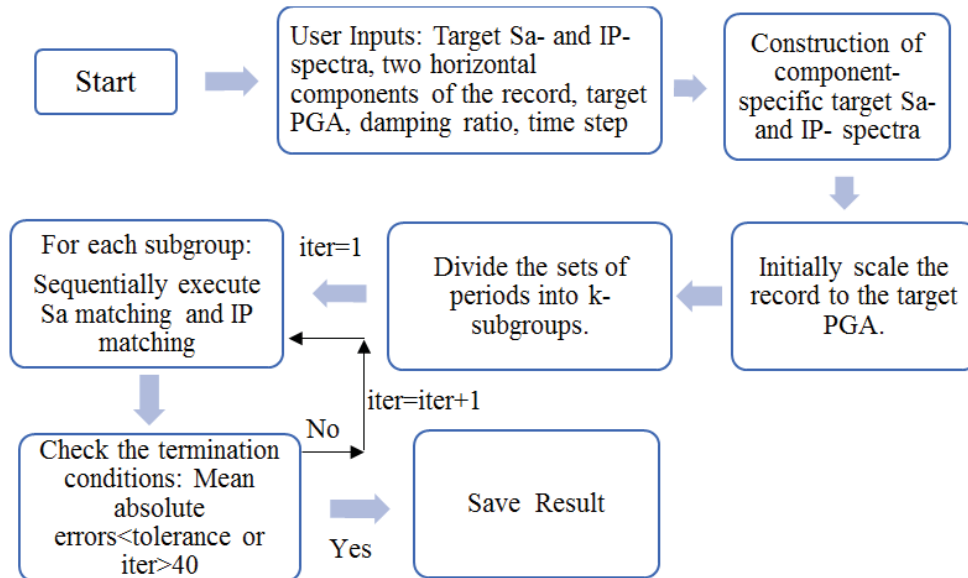 Start
User Inputs: Target Sa- and IP-
spectra, two horizontal
components of the record, target
PGA, damping ratio, time step
Construction of
component-
specific target Sa-
and IP- spectra
Initially scale the
record to the target
PGA.
Divide the sets of
periods into k-
subgroups.
iter=1
For each subgroup:
Sequentially execute
Sa matching and IP
matching
iter=iter+1
No
Check the termination
conditions: Mean
absolute
errors<tolerance or
iter>40
Yes
Save Result